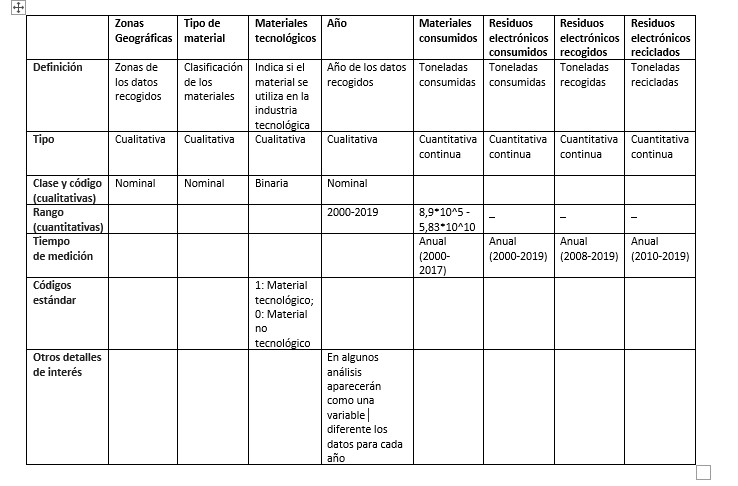 Zonas Geográficas Tipo de material Materiales tecnológicos Año Materiales consumidos Residuos electrónicos consumidos Residuos electrónicos recogidos Residuos electrónicos reciclados
Definición Zonas de los datos recogidos Clasificación de los materiales Indica si el material se utiliza en la industria tecnológica Año de los datos recogidos Toneladas consumidas Toneladas consumidas Toneladas recogidas Toneladas recicladas
Tipo Cualitativa Cualitativa Cualitativa Cualitativa Cuantitativa continua Cuantitativa continua Cuantitativa continua Cuantitativa continua
Clase y código (cualitativas) Nominal Nominal Binaria Nominal
Rango (cuantitativas) 2000-2019 8,9*10^5 - 5,83*10^10 _ _ _
Tiempo de medición Anual (2000-2017) Anual (2000-2019) Anual (2008-2019) Anual (2010-2019)
Códigos estándar 1: Material tecnológico; 0: Material no tecnológico
Otros detalles de interés En algunos análisis aparecerán como una variable diferente los datos para cada año